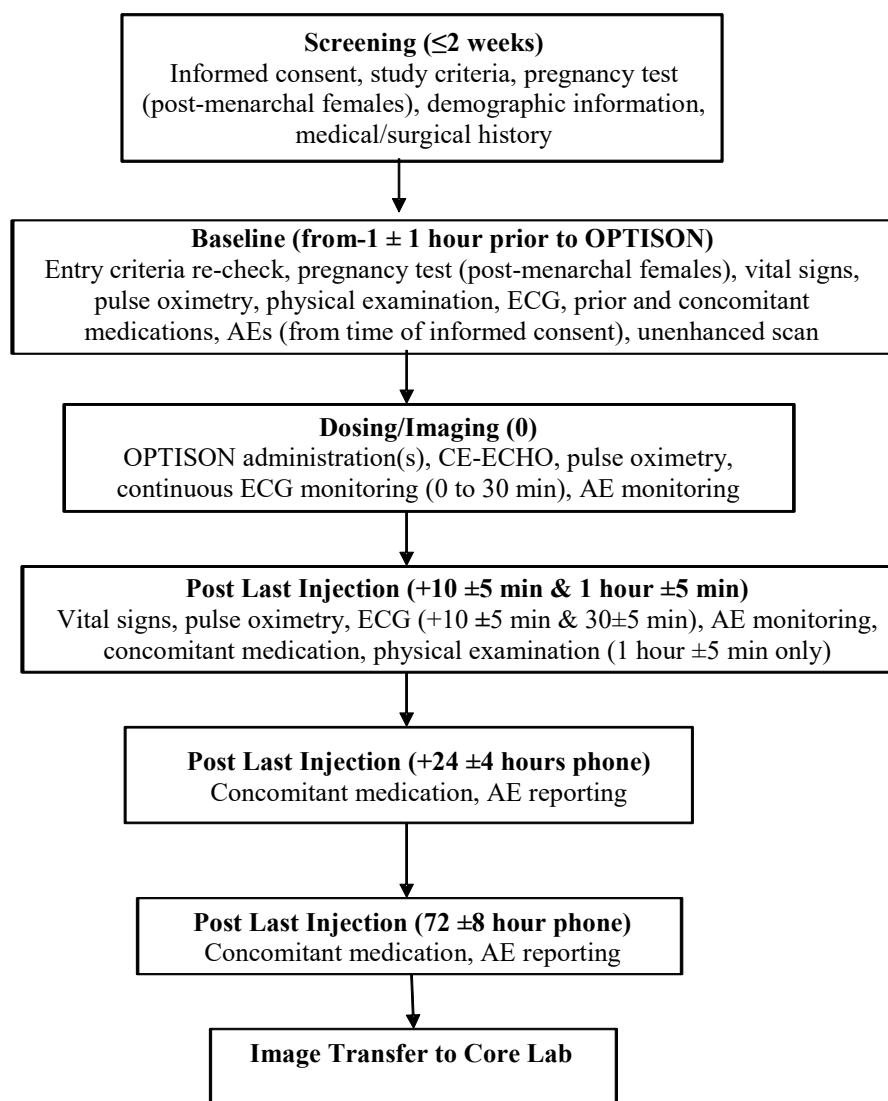 Screening (≤2 weeks)
Informed consent, study criteria, pregnancy test
(post-menarchal females), demographic information,
medical/surgical history
Baseline (from-1 ± 1 hour prior to OPTISON)
Entry criteria re-check, pregnancy test (post-menarchal females), vital signs,
pulse oximetry, physical examination, ECG, prior and concomitant
medications, AEs (from time of informed consent), unenhanced scan
Dosing/Imaging (0)
OPTISON administration(s), CE-ECHO, pulse oximetry,
continuous ECG monitoring (0 to 30 min), AE monitoring
Post Last Injection (+10 ±5 min & 1 hour ±5 min)
Vital signs, pulse oximetry, ECG (+10 ±5 min & 30±5 min), AE monitoring,
concomitant medication, physical examination (1 hour ±5 min only)
Post Last Injection (+24 ±4 hours phone)
Concomitant medication, AE reporting
Post Last Injection (72 ±8 hour phone)
Concomitant medication, AE reporting
Image Transfer to Core Lab